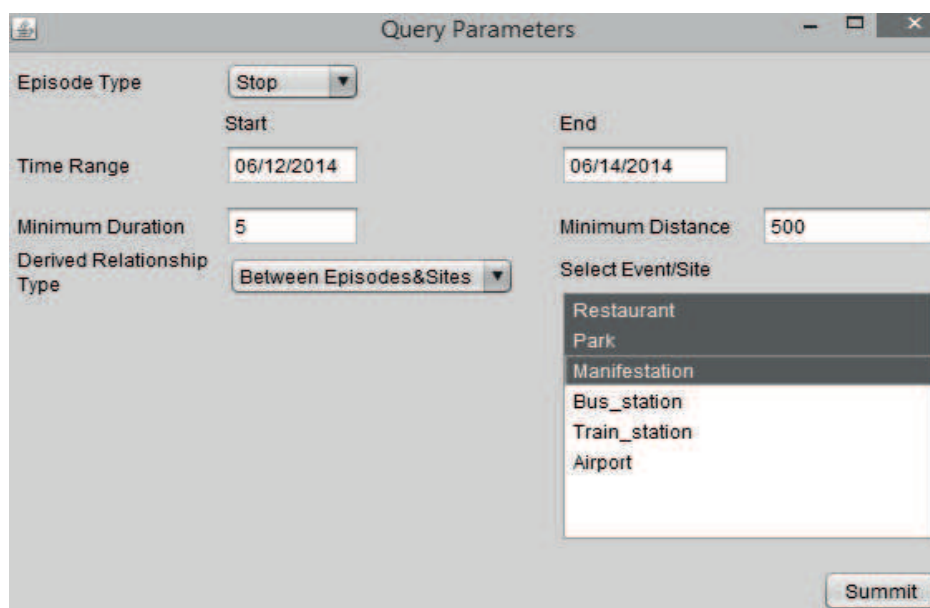 Query Parameters
Episode Type Stop
Start End
Time Range 06/12/2014 06/14/2014
Minimum Duration 5 Minimum Distance 500
Derived Relationship
Type
Between Episodes&Sites
Select Event/Site
Restaurant
Park
Manifestation
Bus_station
Train_station
Airport
Summit